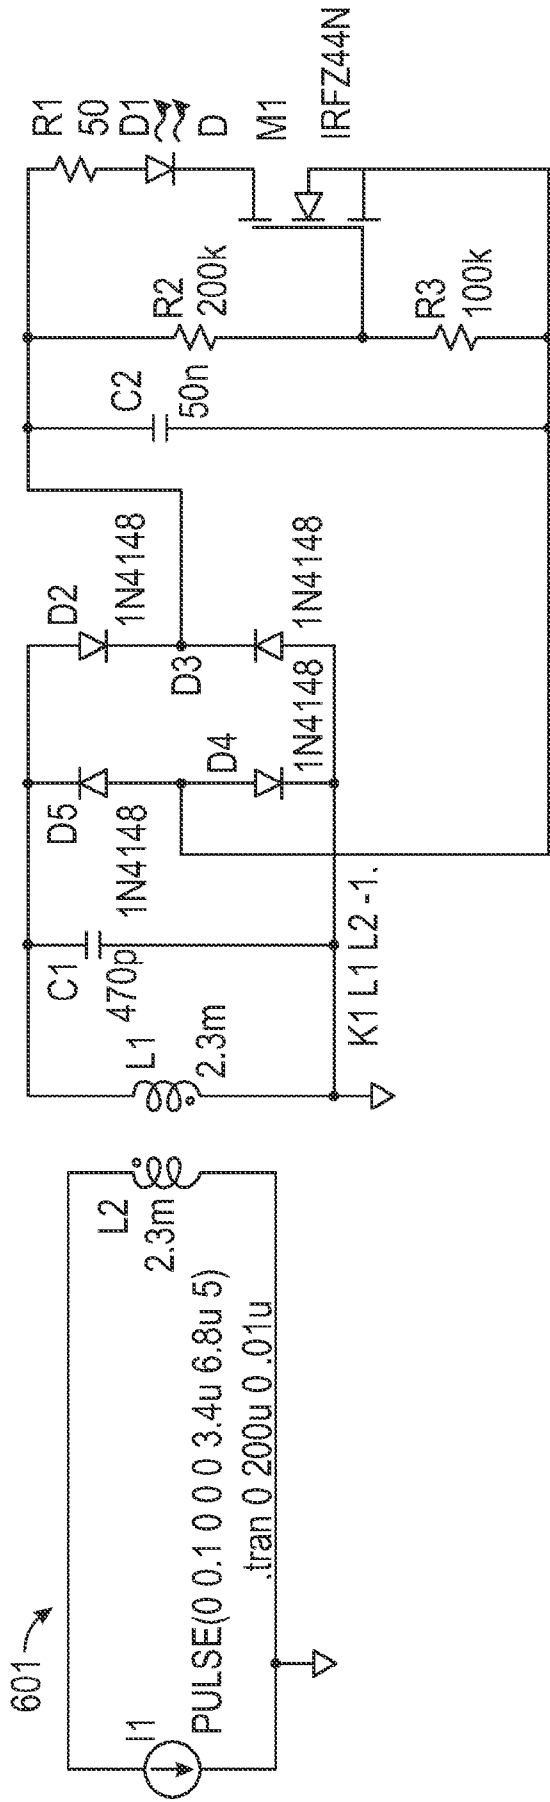 601
I1
PULSE(0 0.1 0 0 0 3.4u 6.8u 5)
.tran 0 200u 0 .01u
L2
2.3m
L1
2.3m
K1 L1 L2 -1.
C1
470p
D5
1N4148
D4
1N4148
D2
1N4148
D3
1N4148
C2
50n
R2
200k
R3
100k
R1
50
D1
D
M1
IRFZ44N